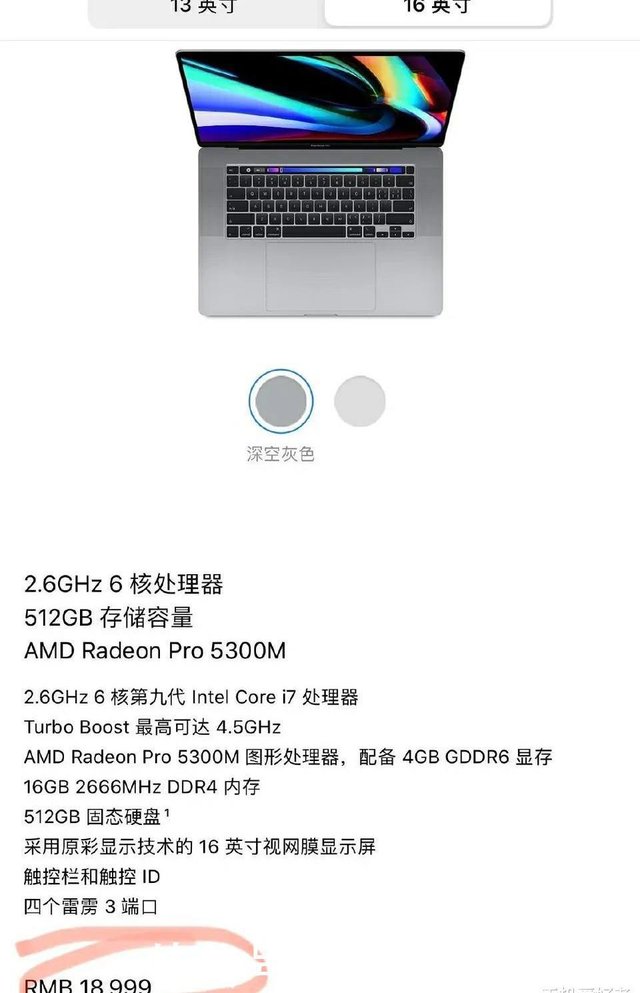 13 英寸
16 英寸
深空灰色
2.6GHz 6 核处理器
512GB 存储容量
AMD Radeon Pro 5300M
2.6GHz 6 核第九代 Intel Core i7 处理器
Turbo Boost 最高可达 4.5GHz
AMD Radeon Pro 5300M 图形处理器，配备 4GB GDDR6 显存
16GB 2666MHz DDR4 内存
512GB 固态硬盘¹
采用原彩显示技术的 16 英寸视网膜显示屏
触控栏和触控 ID
四个雷雳 3 端口
RMB 18,999